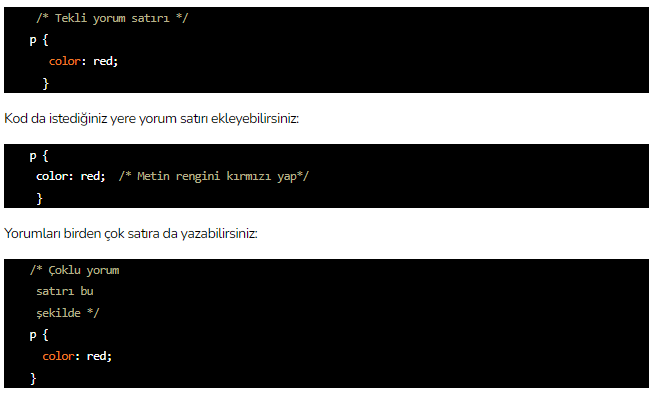 /* Tekli yorum satırı */
p {
color: red;
}
Kod da istediğiniz yere yorum satırı ekleyebilirsiniz:
p {
color: red; /* Metin rengini kırmızı yap*/
}
Yorumları birden çok satıra da yazabilirsiniz:
/* Çoklu yorum
satırı bu
şekilde */
p {
color: red;
}